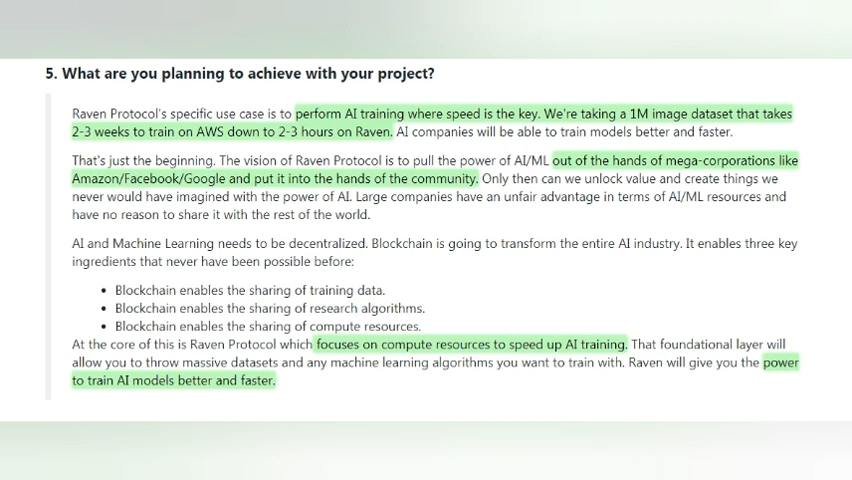 5. What are you planning to achieve with your project?
Raven Protocol's specific use case is to perform AI training where speed is the key. We're taking a 1M image dataset that takes
2-3 weeks to train on AWS down to 2-3 hours on Raven. AI companies will be able to train models better and faster.
That's just the beginning. The vision of Raven Protocol is to pull the power of AI/ML out of the hands of mega-corporations like
Amazon/Facebook/Google and put it into the hands of the community. Only then can we unlock value and create things we
never would have imagined with the power of AI. Large companies have an unfair advantage in terms of AI/ML resources and
have no reason to share it with the rest of the world.
AI and Machine Learning needs to be decentralized. Blockchain is going to transform the entire AI industry. It enables three key
ingredients that never have been possible before:
• Blockchain enables the sharing of training data.
• Blockchain enables the sharing of research algorithms.
• Blockchain enables the sharing of compute resources.
At the core of this is Raven Protocol which focuses on compute resources to speed up AI training. That foundational layer will
allow you to throw massive datasets and any machine learning algorithms you want to train with. Raven will give you the power
to train AI models better and faster.